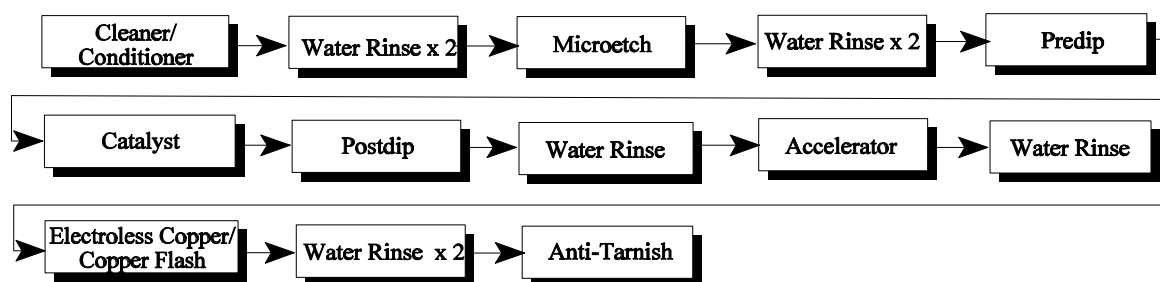 Cleaner/
Conditioner
Water Rinse x 2
Microetch
Water Rinse x 2
Predip
Catalyst
Postdip
Water Rinse
Accelerator
Water Rinse
Electroless Copper/
Copper Flash
Water Rinse x 2
Anti-Tarnish